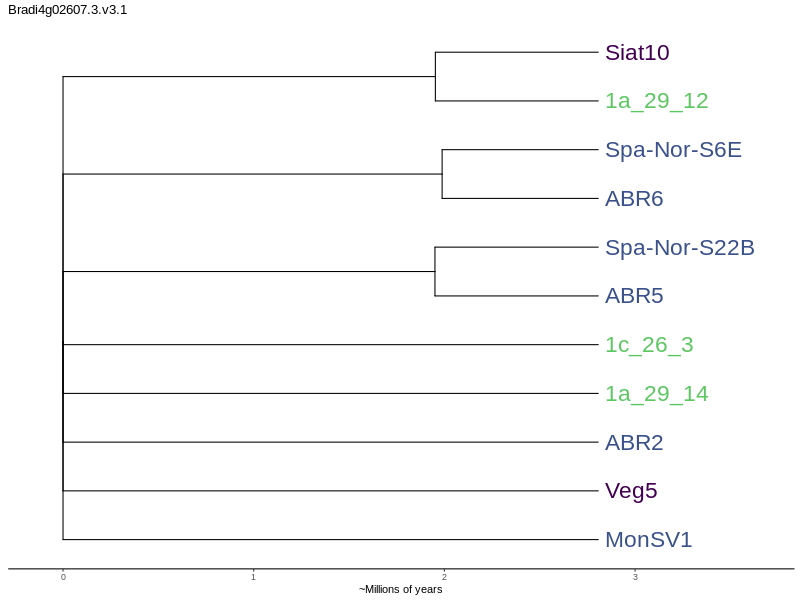 Bradi4g02607.3.v3.1
Siat10
1a_29_12
Spa-Nor-S6E
ABR6
Spa-Nor-S22B
ABR5
1c_26_3
1a_29_14
ABR2
Veg5
MonSV1
0 1 2 3
~Millions of years